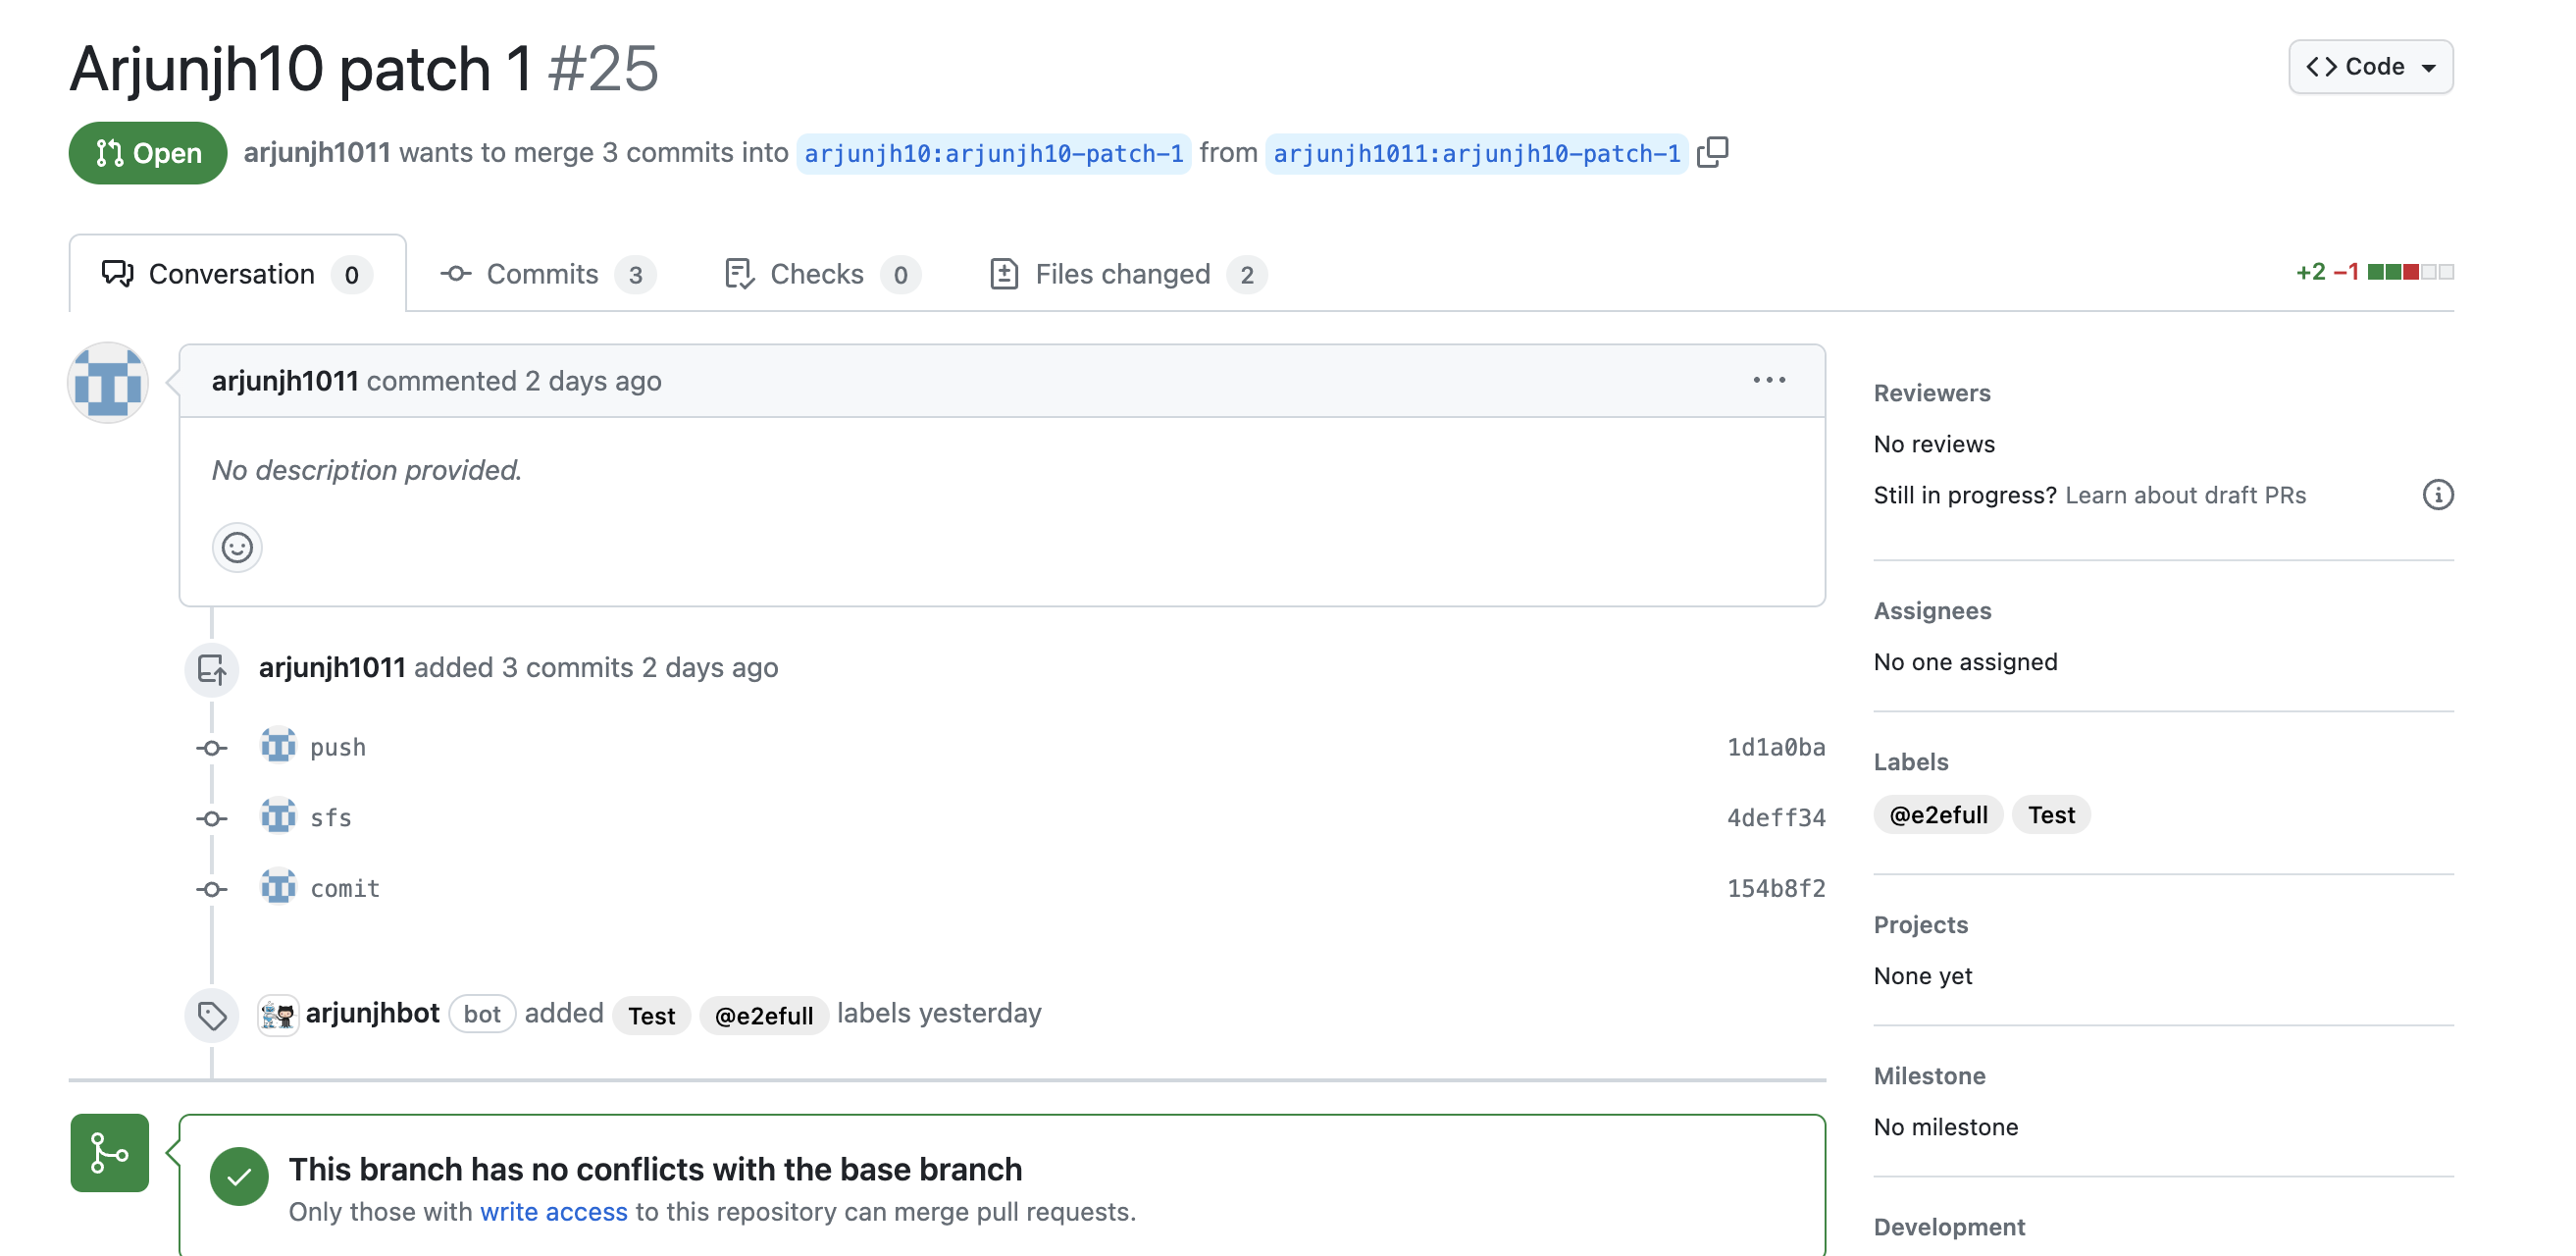 Arjunjh10 patch 1 #25
Code
Open
arjunjh1011 wants to merge 3 commits into arjunjh10:arjunjh10-patch-1 from arjunjh1011:arjunjh10-patch-1
Conversation 0
Commits 3
Checks 0
Files changed 2
+2 −1
arjunjh1011 commented 2 days ago
No description provided.
arjunjh1011 added 3 commits 2 days ago
push 1d1a0ba
sfs 4deff34
comit 154b8f2
arjunjhbot bot added Test @e2efull labels yesterday
This branch has no conflicts with the base branch
Only those with write access to this repository can merge pull requests.
Reviewers
No reviews
Still in progress? Learn about draft PRs
Assignees
No one assigned
Labels
@e2efull Test
Projects
None yet
Milestone
No milestone
Development